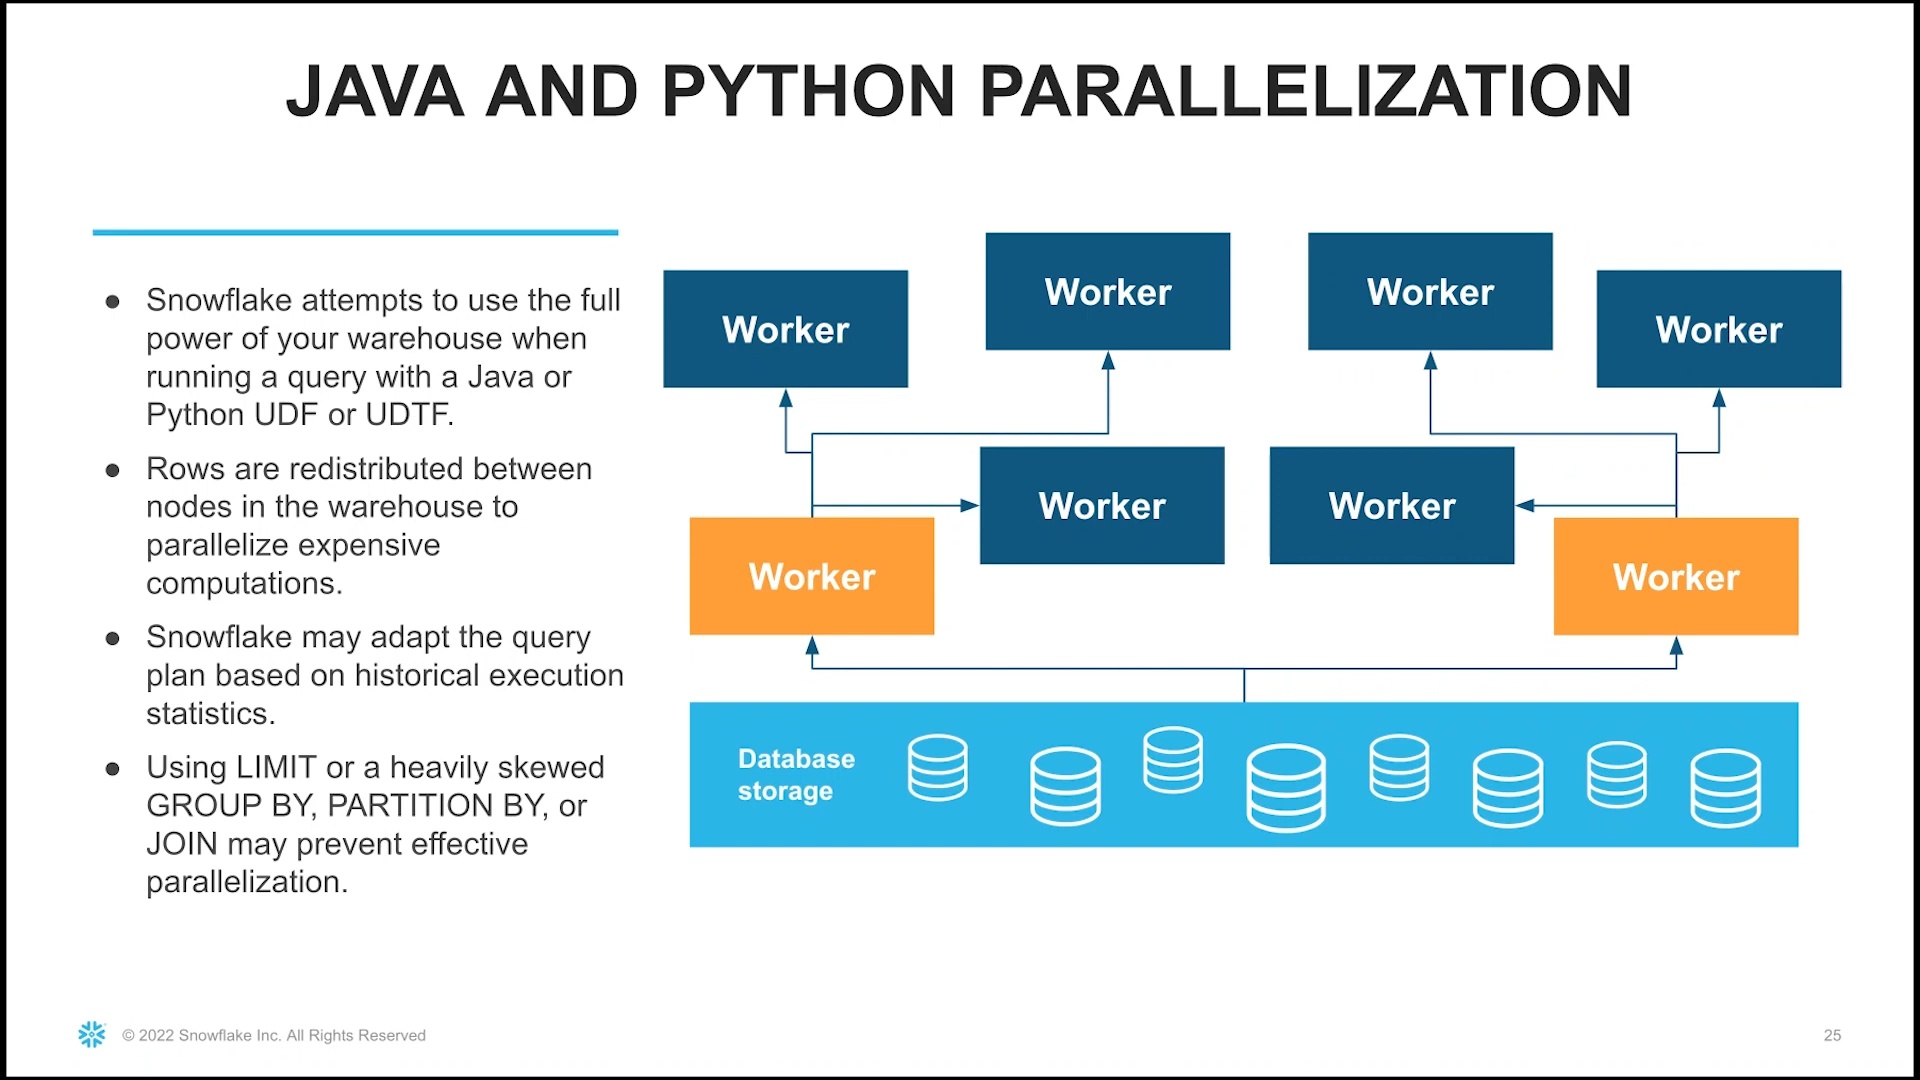 JAVA AND PYTHON PARALLELIZATION
● Snowflake attempts to use the full
power of your warehouse when
running a query with a Java or
Python UDF or UDTF.
● Rows are redistributed between
nodes in the warehouse to
parallelize expensive
computations.
● Snowflake may adapt the query
plan based on historical execution
statistics.
● Using LIMIT or a heavily skewed
GROUP BY, PARTITION BY, or
JOIN may prevent effective
parallelization.
Worker
Worker
Worker
Worker
Worker
Worker
Worker
Worker
Database
storage
© 2022 Snowflake Inc. All Rights Reserved
25